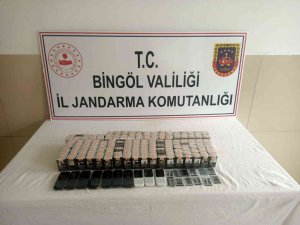 T.C.
BİNGÖL VALİLİĞİ
İL JANDARMA KOMUTANLIĞI